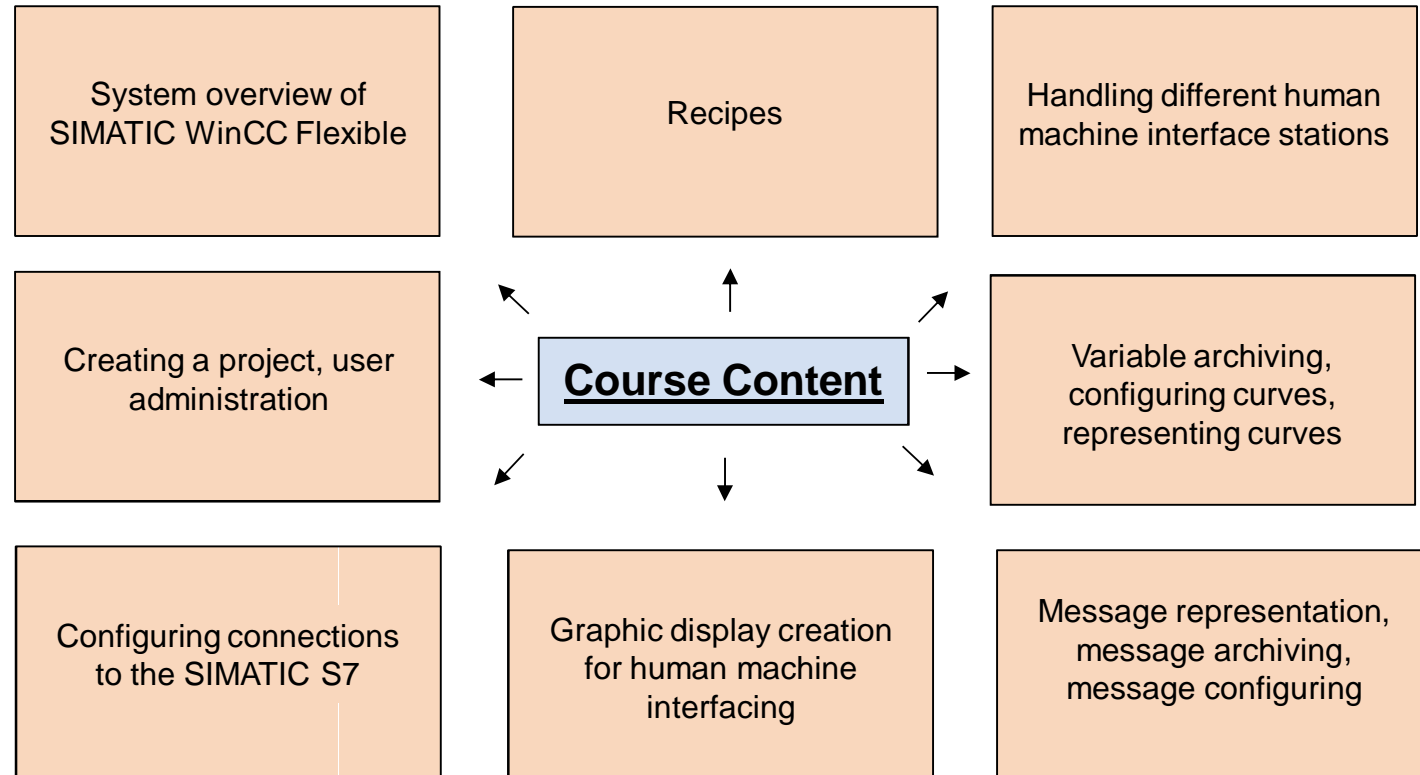 System overview of
SIMATIC WinCC Flexible
Recipes
Handling different human
machine interface stations
Creating a project, user
administration
Course Content
Variable archiving,
configuring curves,
representing curves
Configuring connections
to the SIMATIC S7
Graphic display creation
for human machine
interfacing
Message representation,
message archiving,
message configuring